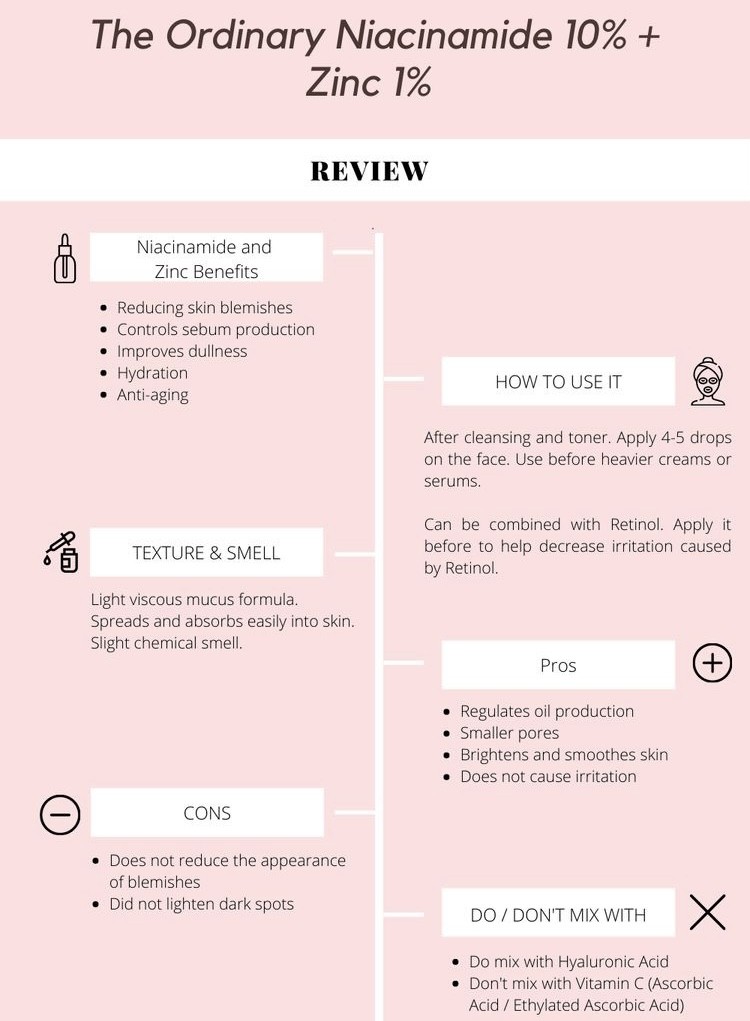 The Ordinary Niacinamide 10% +
Zinc 1%
REVIEW
Niacinamide and
Zinc Benefits
• Reducing skin blemishes
• Controls sebum production
• Improves dullness
• Hydration
• Anti-aging
HOW TO USE IT
After cleansing and toner. Apply 4-5 drops
on the face. Use before heavier creams or
serums.
Can be combined with Retinol. Apply it
before to help decrease irritation caused
by Retinol.
TEXTURE & SMELL
Light viscous mucus formula.
Spreads and absorbs easily into skin.
Slight chemical smell.
Pros
• Regulates oil production
• Smaller pores
• Brightens and smoothes skin
• Does not cause irritation
CONS
• Does not reduce the appearance
of blemishes
• Did not lighten dark spots
DO / DON'T MIX WITH
• Do mix with Hyaluronic Acid
• Don't mix with Vitamin C (Ascorbic
Acid / Ethylated Ascorbic Acid)